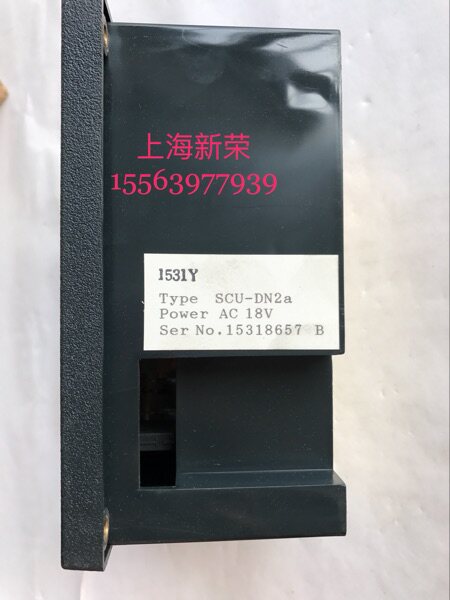 上海新荣
15563977939
1531Y
Type SCU-DN2a
Power AC 18V
Ser No.15318657 B